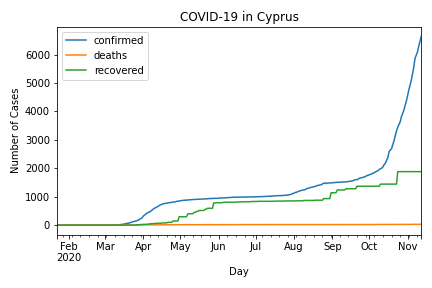 COVID-19 in Cyprus
confirmed
deaths
recovered
Number of Cases
6000
5000
4000
3000
2000
1000
0
Feb Mar Apr May Jun Jul Aug Sep Oct Nov
2020
Day